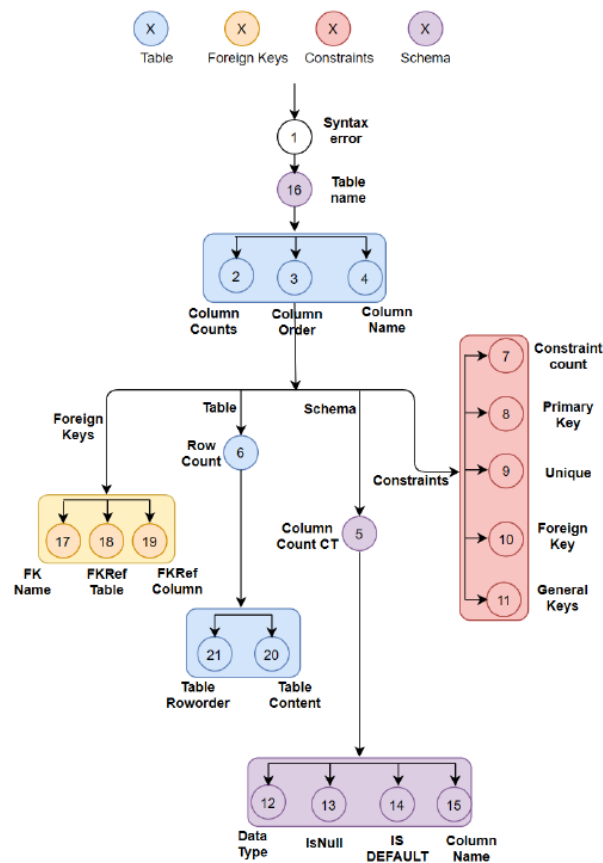 X X X X
Table Foreign Keys Constraints Schema
1 Syntax
error
16 Table
name
2 3 4
Column Column Column
Counts Order Name
7 Constraint
count
Foreign
Keys
Table
Schema
8 Primary
Key
Row
Count
6
9 Unique
Constraints
17 18 19
Column
Count CT
5
10 Foreign
Key
FK FKRef FKRef
Name Table Column
11 General
Keys
21 20
Table Table
Roworder Content
12 13 14 15
Data IsNull IS Column
Type DEFAULT Name